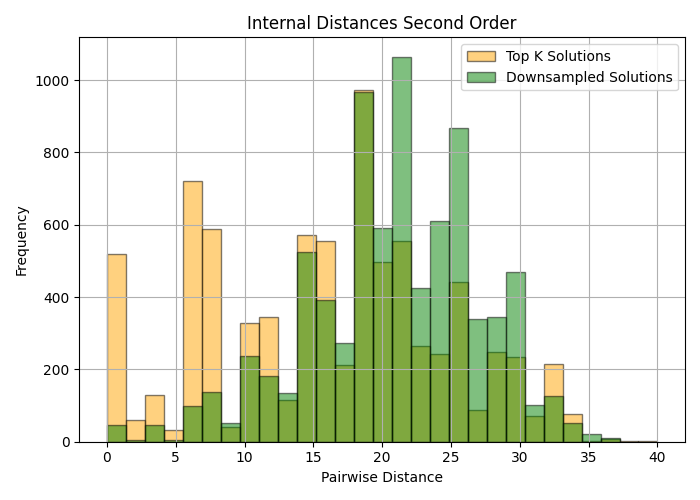 Internal Distances Second Order
Top K Solutions
Downsampled Solutions
Frequency
1000
800
600
400
200
0
0 5 10 15 20 25 30 35 40
Pairwise Distance